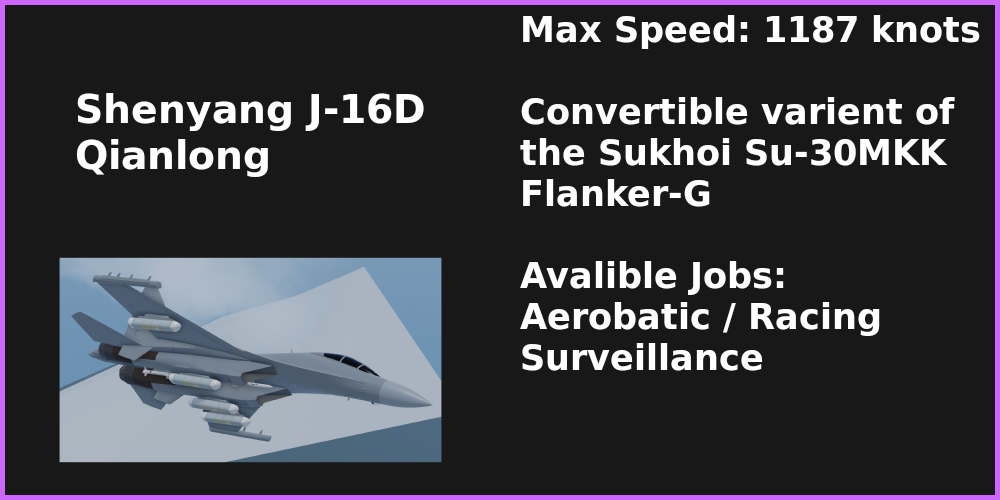 Shenyang J-16D
Qianlong
Max Speed: 1187 knots
Convertible varient of
the Sukhoi Su-30MKK
Flanker-G
Avalible Jobs:
Aerobatic / Racing
Surveillance